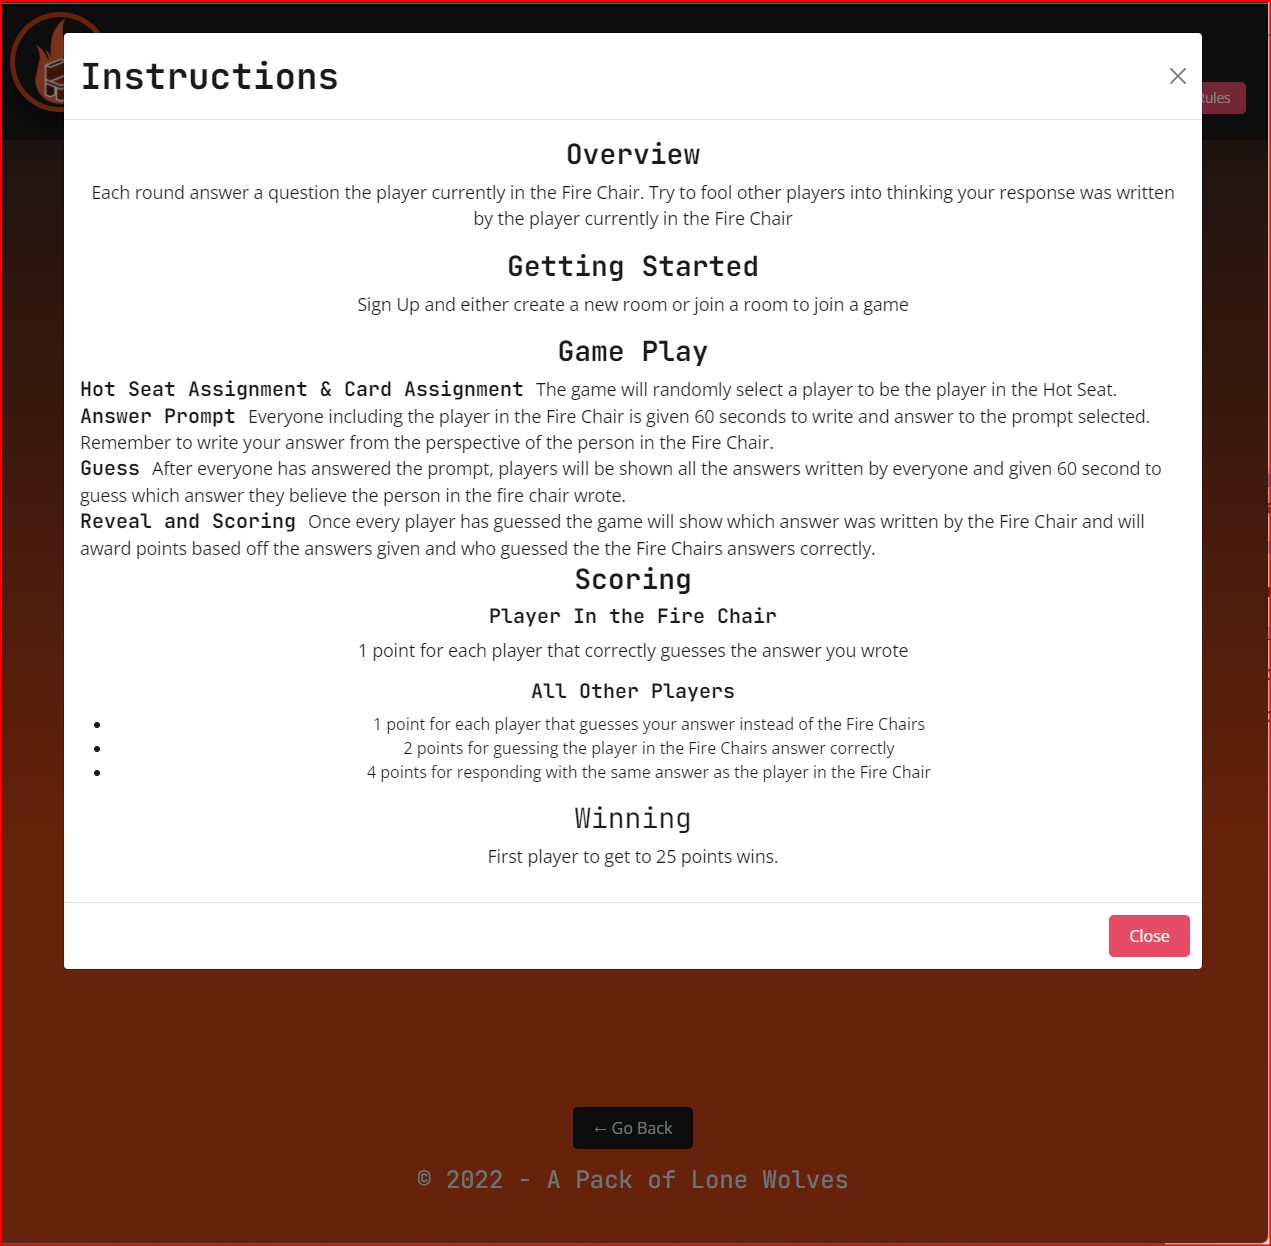 Instructions
Rules
Overview
Each round answer a question the player currently in the Fire Chair. Try to fool other players into thinking your response was written
by the player currently in the Fire Chair
Getting Started
Sign Up and either create a new room or join a room to join a game
Game Play
Hot Seat Assignment & Card Assignment The game will randomly select a player to be the player in the Hot Seat.
Answer Prompt Everyone including the player in the Fire Chair is given 60 seconds to write and answer to the prompt selected.
Remember to write your answer from the perspective of the person in the Fire Chair.
Guess After everyone has answered the prompt, players will be shown all the answers written by everyone and given 60 second to
guess which answer they believe the person in the fire chair wrote.
Reveal and Scoring Once every player has guessed the game will show which answer was written by the Fire Chair and will
award points based off the answers given and who guessed the the Fire Chairs answers correctly.
Scoring
Player In the Fire Chair
1 point for each player that correctly guesses the answer you wrote
All Other Players
• 1 point for each player that guesses your answer instead of the Fire Chairs
• 2 points for guessing the player in the Fire Chairs answer correctly
• 4 points for responding with the same answer as the player in the Fire Chair
Winning
First player to get to 25 points wins.
Close
← Go Back
© 2022 - A Pack of Lone Wolves